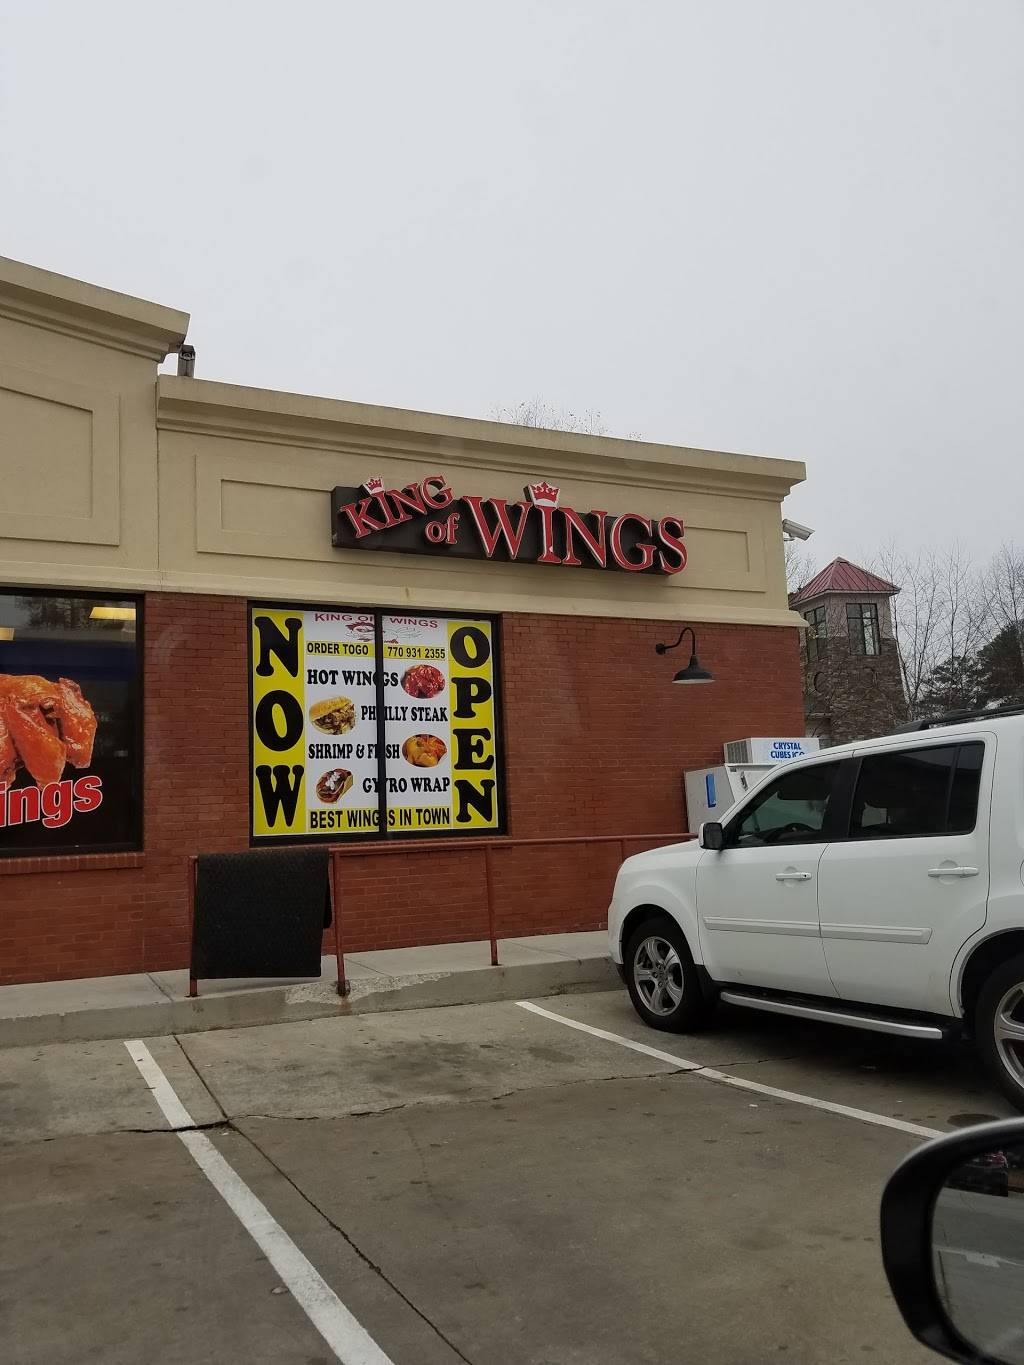 KING
of WINGS
NOW
OPEN
KING OF WINGS
ORDER TOGO 770 931 2355
HOT WINGS
PHILLY STEAK
SHRIMP & FISH
GYRO WRAP
BEST WINGS IN TOWN
ings
CRYSTAL
CUBES ICE